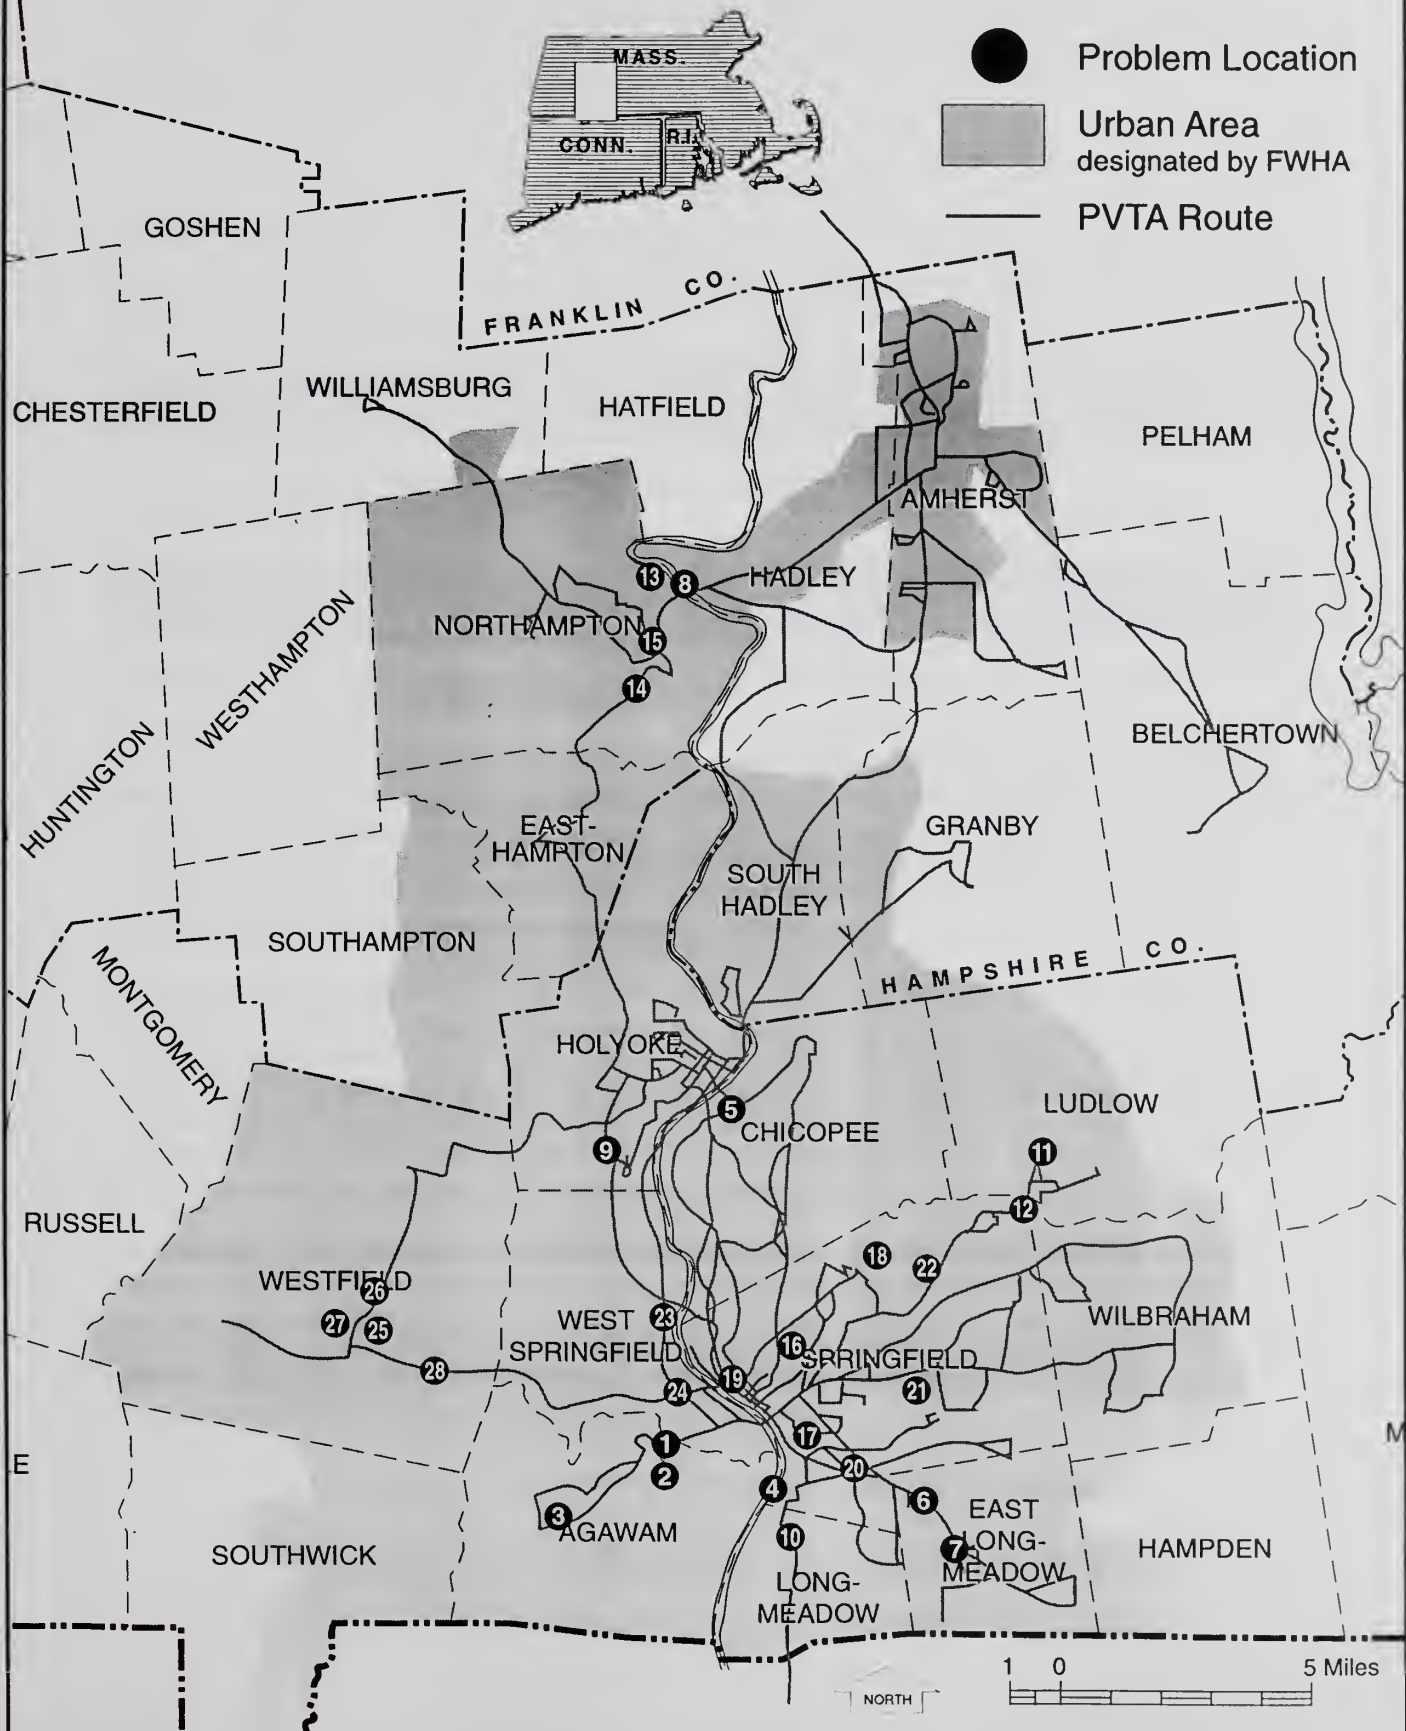 MASS.
CONN.
R.I.
Problem Location
Urban Area
designated by FWHA
PVTA Route
GOSHEN
FRANKLIN CO.
WILLIAMSBURG
CHESTERFIELD
HATFIELD
PELHAM
AMHERST
13
8
HADLEY
NORTHAMPTON
15
WESTHAMPTON
14
BELCHERTOWN
HUNTINGTON
EAST-
HAMPTON
GRANBY
SOUTH
HADLEY
SOUTHAMPTON
HAMPSHIRE CO.
MONTGOMERY
HOLYOKE
5
CHICOPEE
LUDLOW
9
11
12
RUSSELL
18
22
WESTFIELD
26
27
25
WEST
SPRINGFIELD
23
WILBRAHAM
16
SPRINGFIELD
28
24
19
21
1
17
M
E
2
20
3
AGAWAM
4
6
EAST
LONG-
MEADOW
7
10
SOUTHWICK
HAMPDEN
LONG-
MEADOW
1 0 5 Miles
NORTH